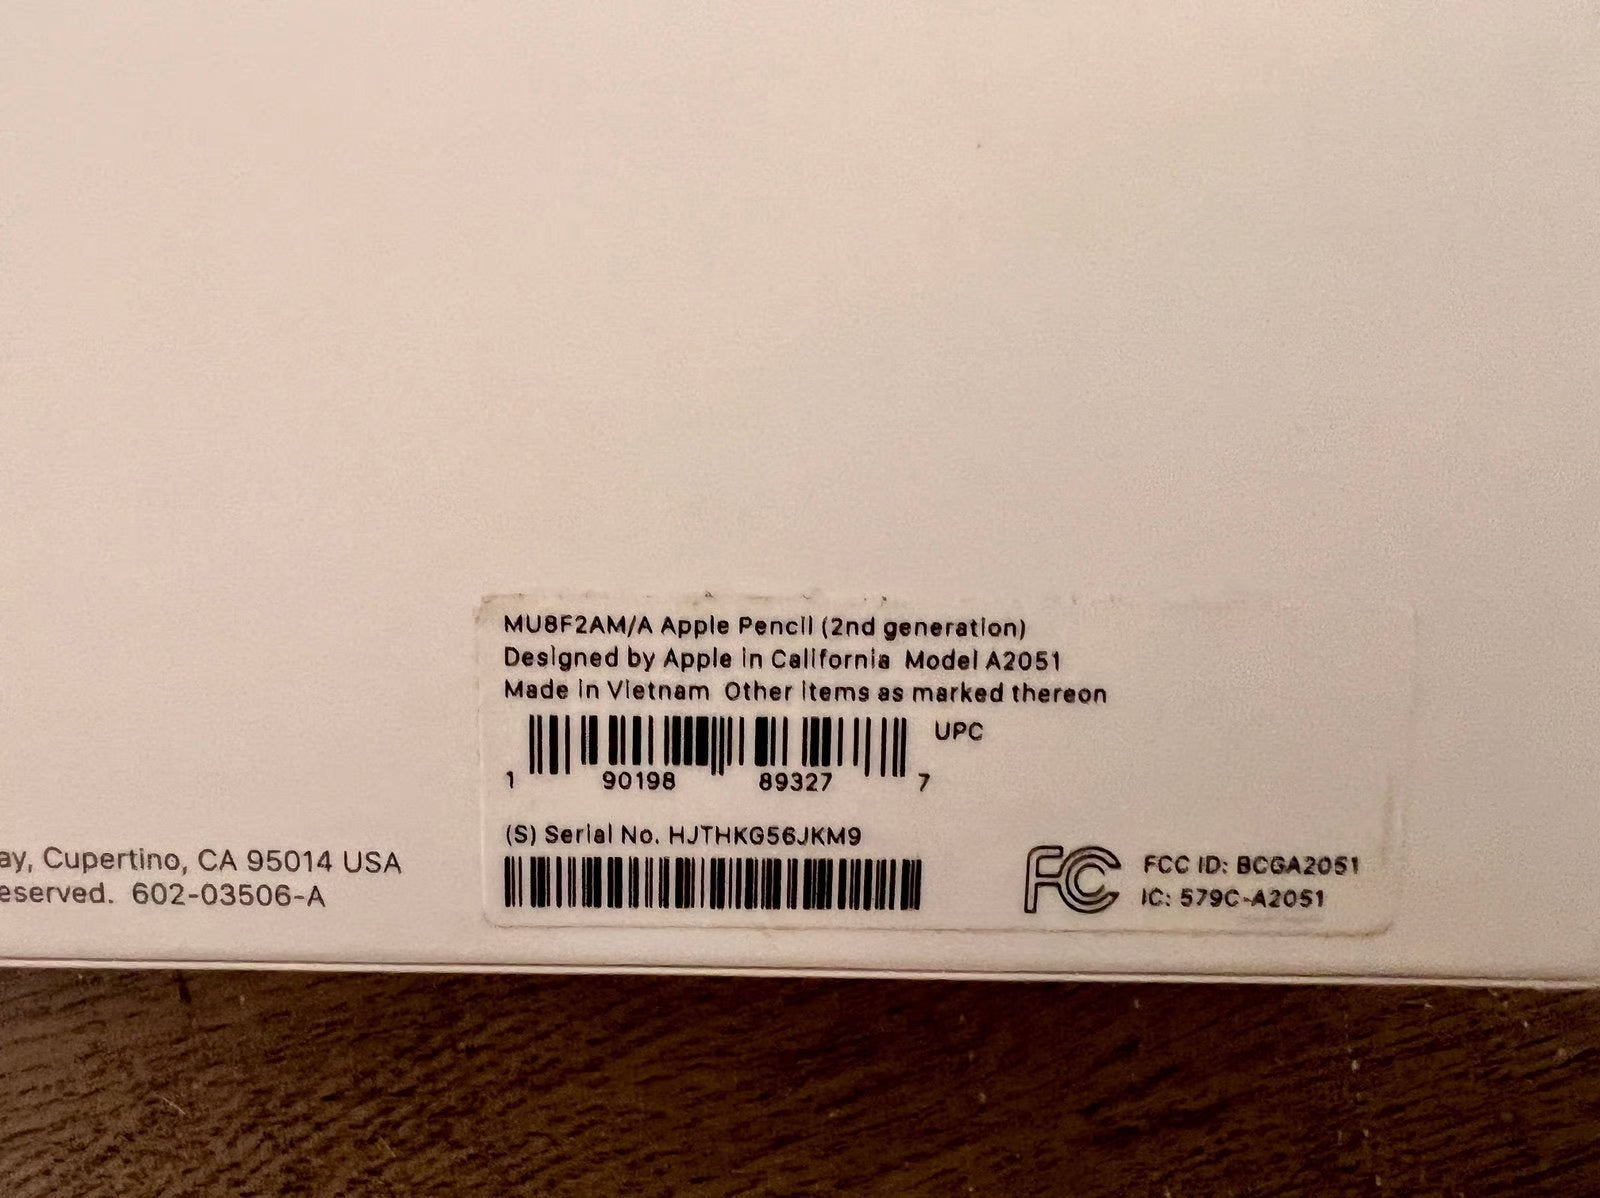 MU8F2AM/A Apple Pencil (2nd generation)
Designed by Apple in California Model A2051
Made in Vietnam Other items as marked thereon
UPC
1 90198 89327 7
(S) Serial No. HJTHKG56JKM9
FC
FCC ID: BCGA2051
IC: 579C-A2051
ay, Cupertino, CA 95014 USA
eserved. 602-03506-A